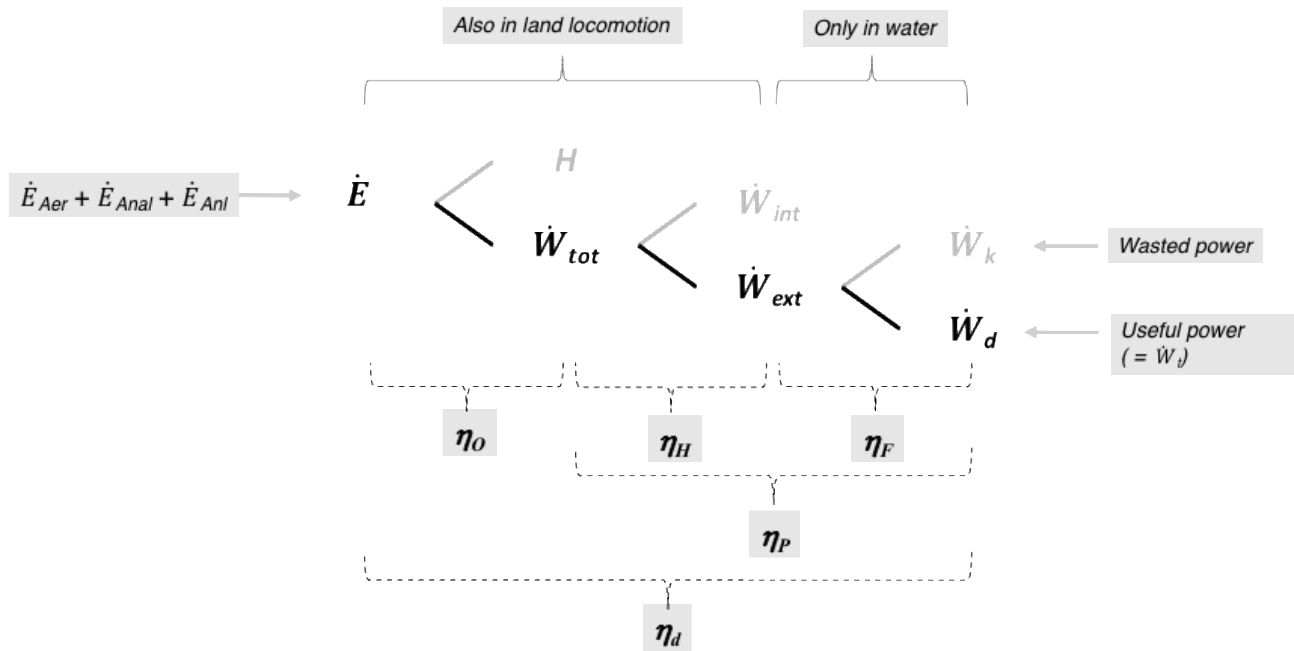 Also in land locomotion
Only in water
H
Ė_Aer + Ė_Anal + Ė_Anl
Ė
Ẇ_int
Ẇ_tot
Ẇ_k
Wasted power
Ẇ_ext
Ẇ_d
Useful power
( = Ẇ_t)
η_O
η_H
η_F
η_P
η_d